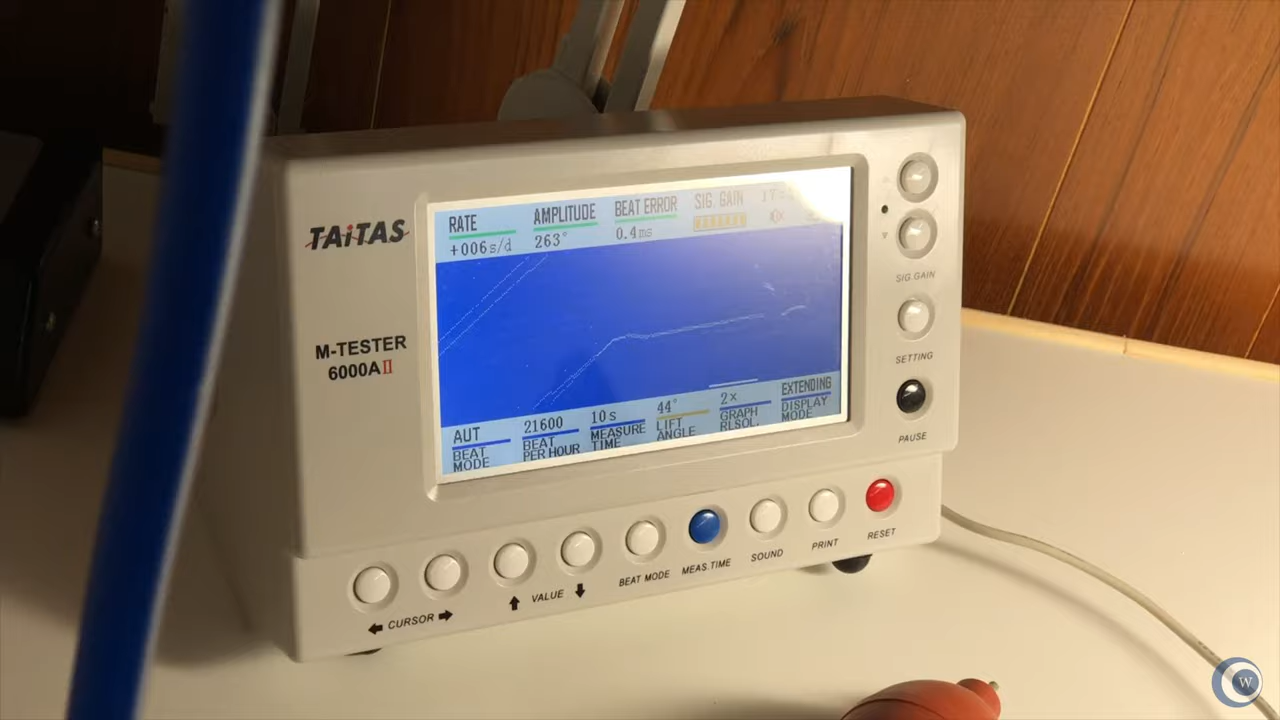 RATE
AMPLITUDE
BEAT ERROR
SIG. GAIN
+006s/d
263°
0.4ms
TAiTAS
M-TESTER
6000AII
AUT
BEAT
MODE
21600
BEAT
PER HOUR
10s
MEASURE
TIME
44°
LIFT
ANGLE
2×
GRAPH
RLSOL.
EXTENDING
DISPLAY
MODE
SIG.GAIN
SETTING
PAUSE
← CURSOR →
↑ VALUE ↓
BEAT MODE
MEAS.TIME
SOUND
PRINT
RESET
W